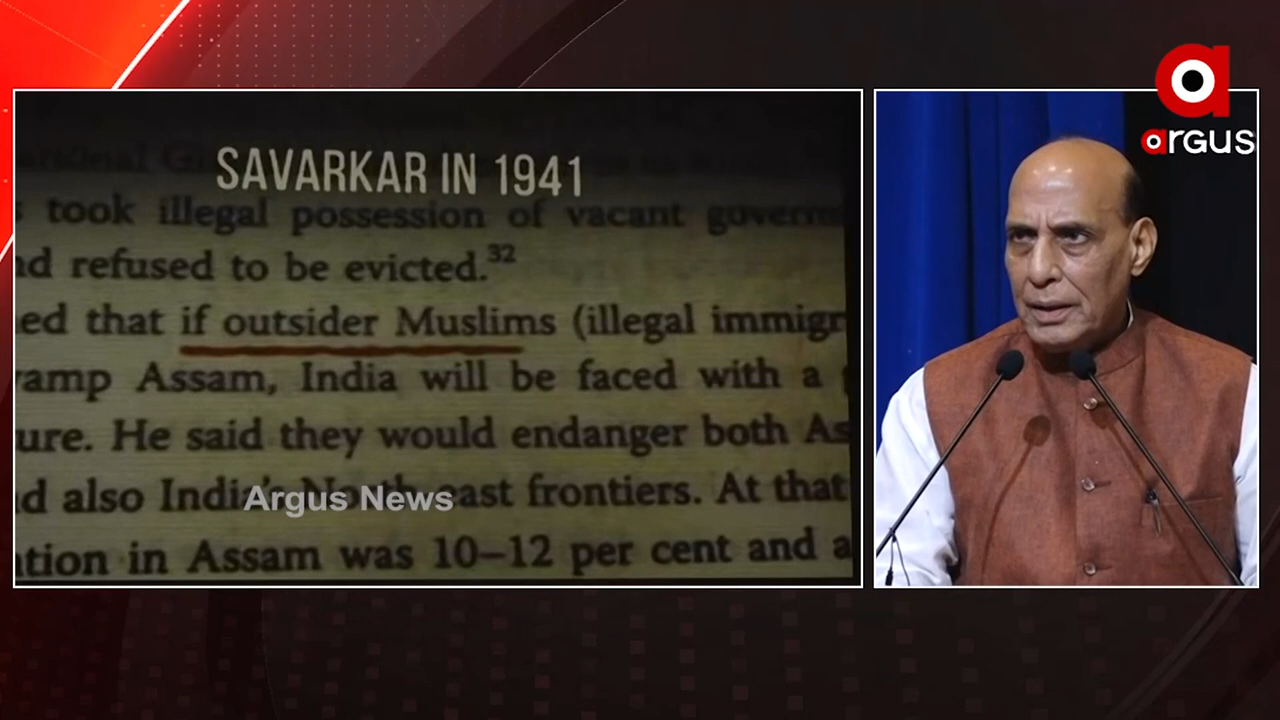 SAVARKAR IN 1941
took illegal possession of vacant
refused to be evicted.32
that if outsider Muslims (illegal
Assam, India will be faced with a
He said they would endanger both
also India's North-east frontiers. At that
in Assam was 10–12 per cent and a
Argus News
a
argus